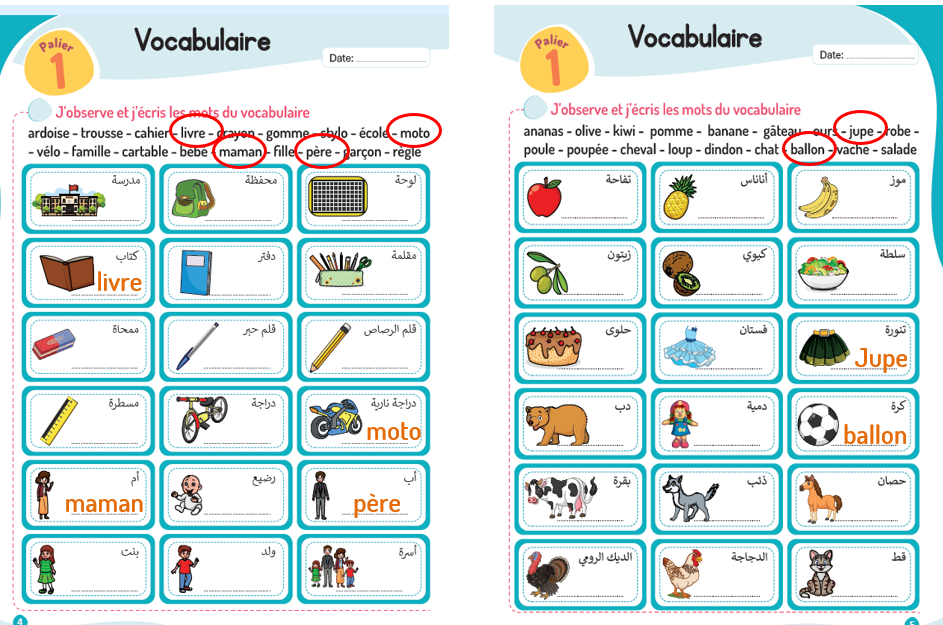 Palier
1
Vocabulaire
Date:
J'observe et j'écris les mots du vocabulaire
ardoise - trousse - cahier - livre - crayon - gomme - stylo - école - moto
- vélo - famille - cartable - bébé - maman - fille - père - garçon - règle
مدرسة
محفظة
لوحة
كتاب
livre
دفتر
مقلمة
ممحاة
قلم حبر
قلم الرصاص
مسطرة
دراجة
دراجة نارية
moto
أم
maman
رضيع
أب
père
بنت
ولد
أسرة
4
Palier
1
Vocabulaire
Date:
J'observe et j'écris les mots du vocabulaire
ananas - olive - kiwi - pomme - banane - gâteau - ours - jupe - robe -
poule - poupée - cheval - loup - dindon - chat - ballon - vache - salade
تفاحة
أناناس
موز
زيتون
كيوي
سلطة
حلوى
فستان
تنورة
Jupe
دب
دمية
كرة
ballon
بقرة
ذئب
حصان
الديك الرومي
الدجاجة
قط